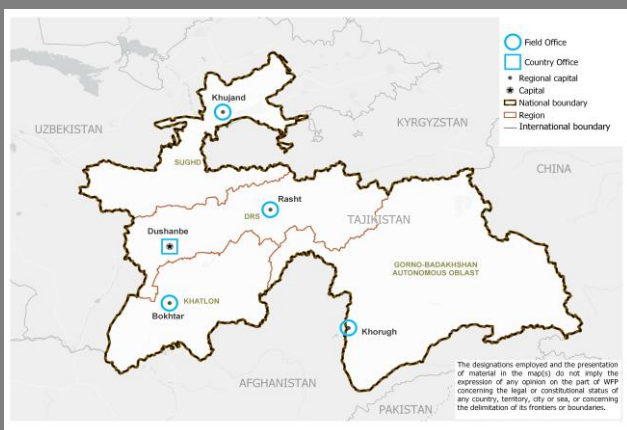 Field Office
Country Office
Regional capital
Capital
National boundary
Region
International boundary
Khujand
UZBEKISTAN
KYRGYZSTAN
SUGHD
CHINA
Rasht
DRS
TAJIKISTAN
Dushanbe
GORNO-BADAKHSHAN
AUTONOMOUS OBLAST
KHATLON
Bokhtar
Khorugh
The designations employed and the presentation
of material in the map(s) do not imply the
expression of any opinion on the part of WFP
concerning the legal or constitutional status of
any country, territory, city or sea, or concerning
the delimitation of its frontiers or boundaries.
AFGHANISTAN
PAKISTAN